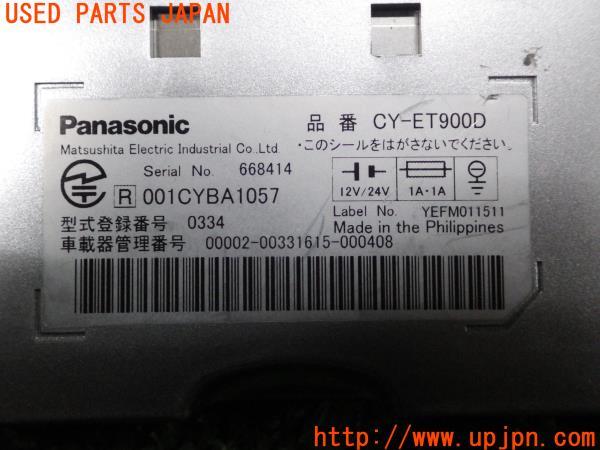 USED PARTS JAPAN
Panasonic
品 番 CY-ET900D
Matsushita Electric Industrial Co.,Ltd.
・このシールをはがさないでください。
Serial No. 668414
R 001CYBA1057
12V/24V
1A・1A
型式登録番号 0334
Label No. YEFM011511
車載器管理番号 00002-00331615-000408
Made in the Philippines
UPJ
http://www.upjpn.com